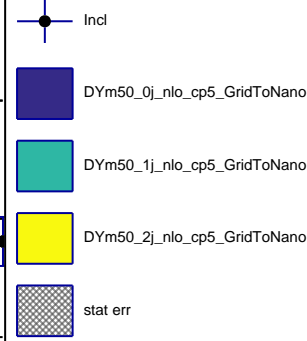 Incl
DYm50_0j_nlo_cp5_GridToNano
DYm50_1j_nlo_cp5_GridToNano
DYm50_2j_nlo_cp5_GridToNano
stat err